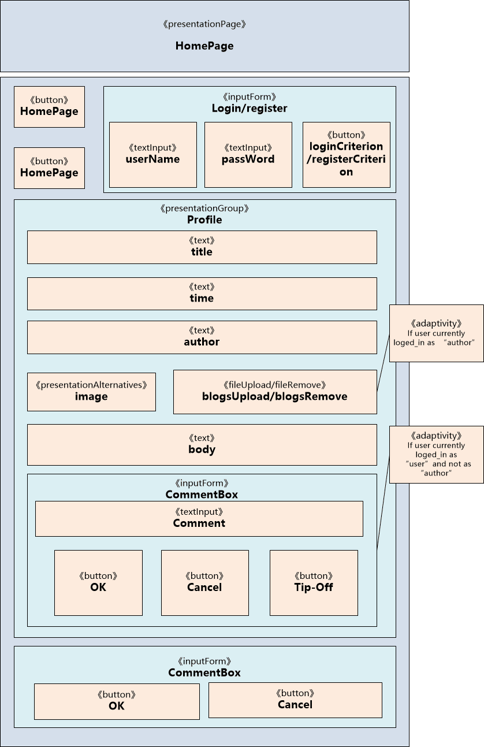 《presentationPage》
HomePage
《button》
HomePage
《button》
HomePage
《inputForm》
Login/register
《textInput》
userName
《textInput》
passWord
《button》
loginCriterion
/registerCriteri
on
《presentationGroup》
Profile
《text》
title
《text》
time
《text》
author
《presentationAlternatives》
image
《fileUpload/fileRemove》
blogsUpload/blogsRemove
《adaptivity》
If user currently
loged_in as “author”
《text》
body
《adaptivity》
If user currently
loged_in as
“user” and not as
“author”
《inputForm》
CommentBox
《textInput》
Comment
《button》
OK
《button》
Cancel
《button》
Tip-Off
《inputForm》
CommentBox
《button》
OK
《button》
Cancel